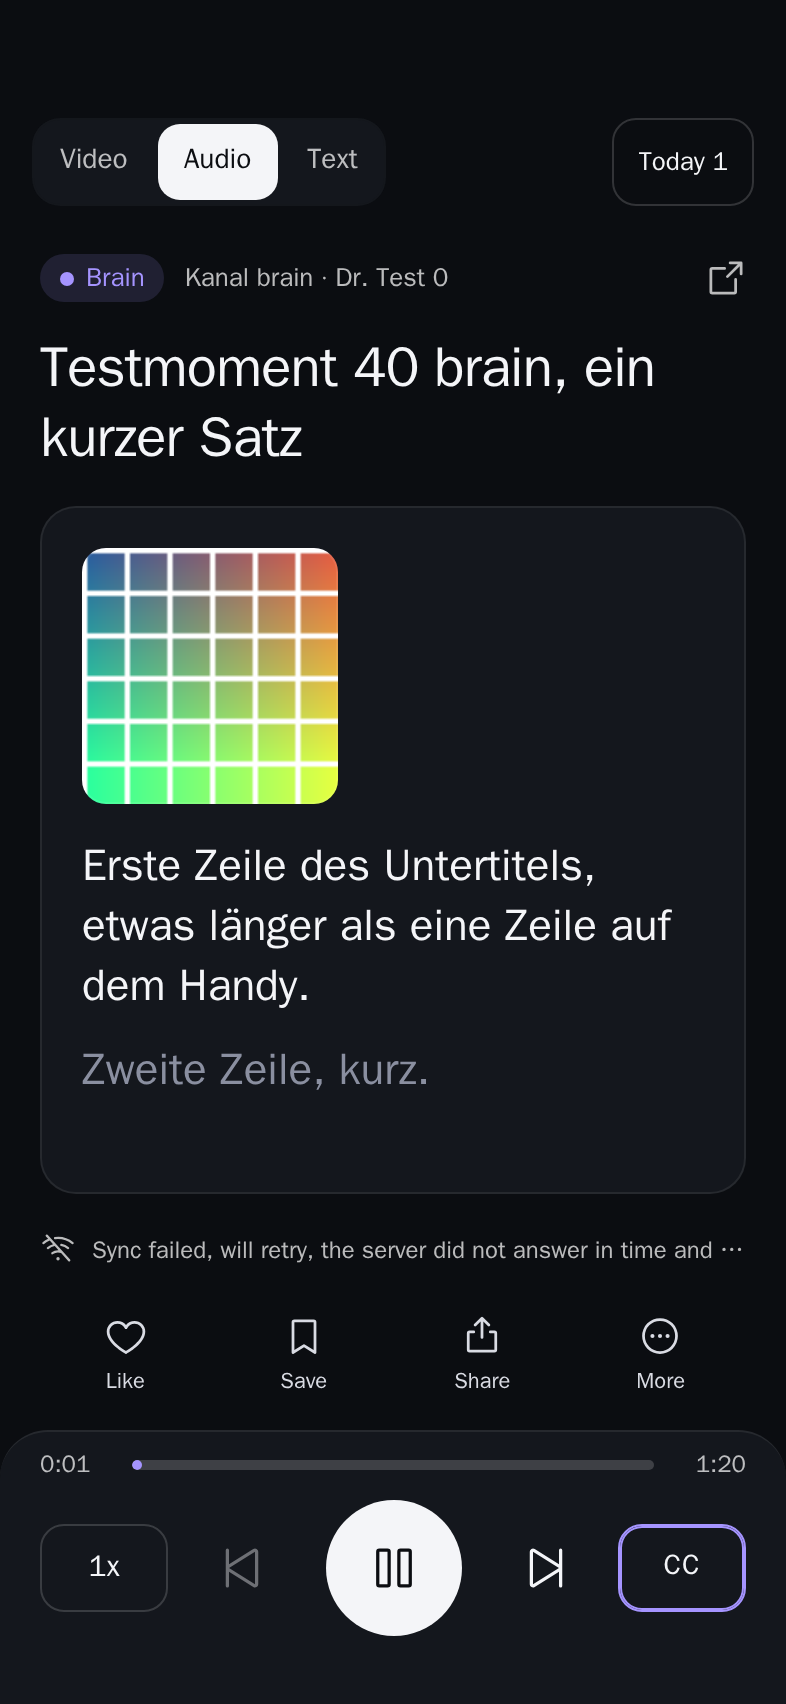 Video Audio Text Today 1
Brain Kanal brain · Dr. Test 0
Testmoment 40 brain, ein
kurzer Satz
Erste Zeile des Untertitels,
etwas länger als eine Zeile auf
dem Handy.
Zweite Zeile, kurz.
Sync failed, will retry, the server did not answer in time and ···
Like Save Share More
0:01 1:20
1x CC